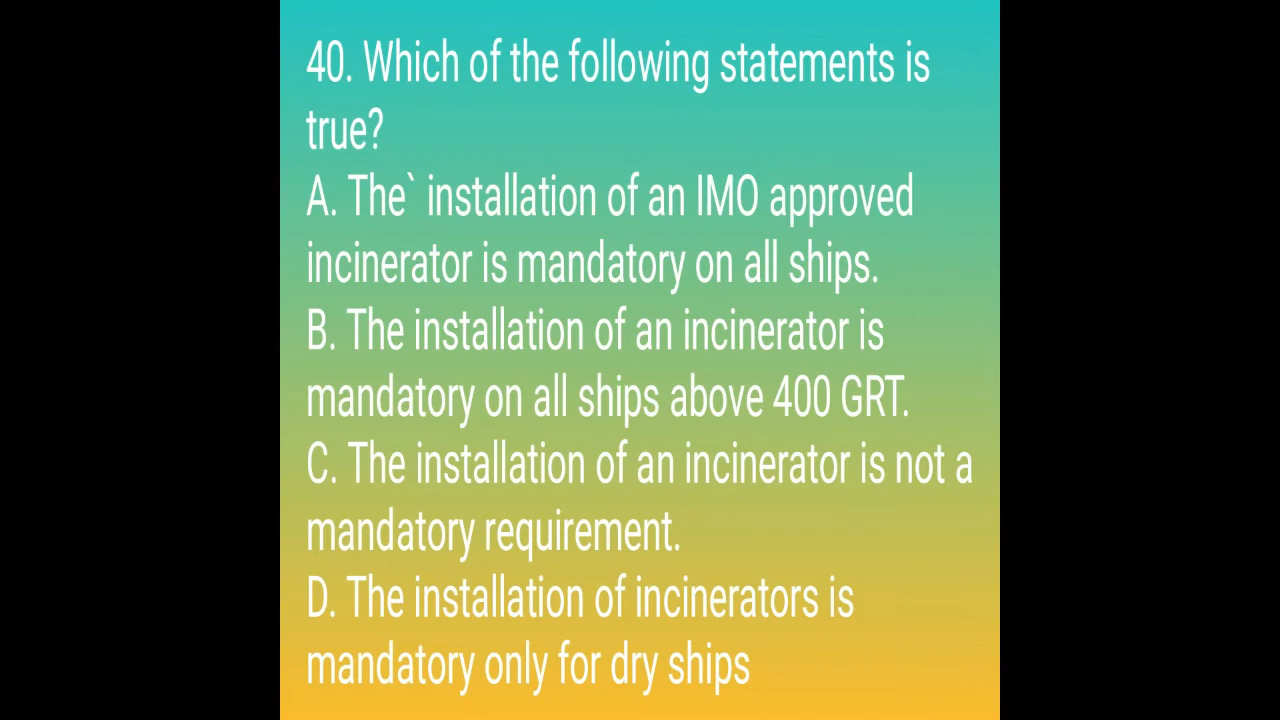 40. Which of the following statements is
true?
A. The` installation of an IMO approved
incinerator is mandatory on all ships.
B. The installation of an incinerator is
mandatory on all ships above 400 GRT.
C. The installation of an incinerator is not a
mandatory requirement.
D. The installation of incinerators is
mandatory only for dry ships